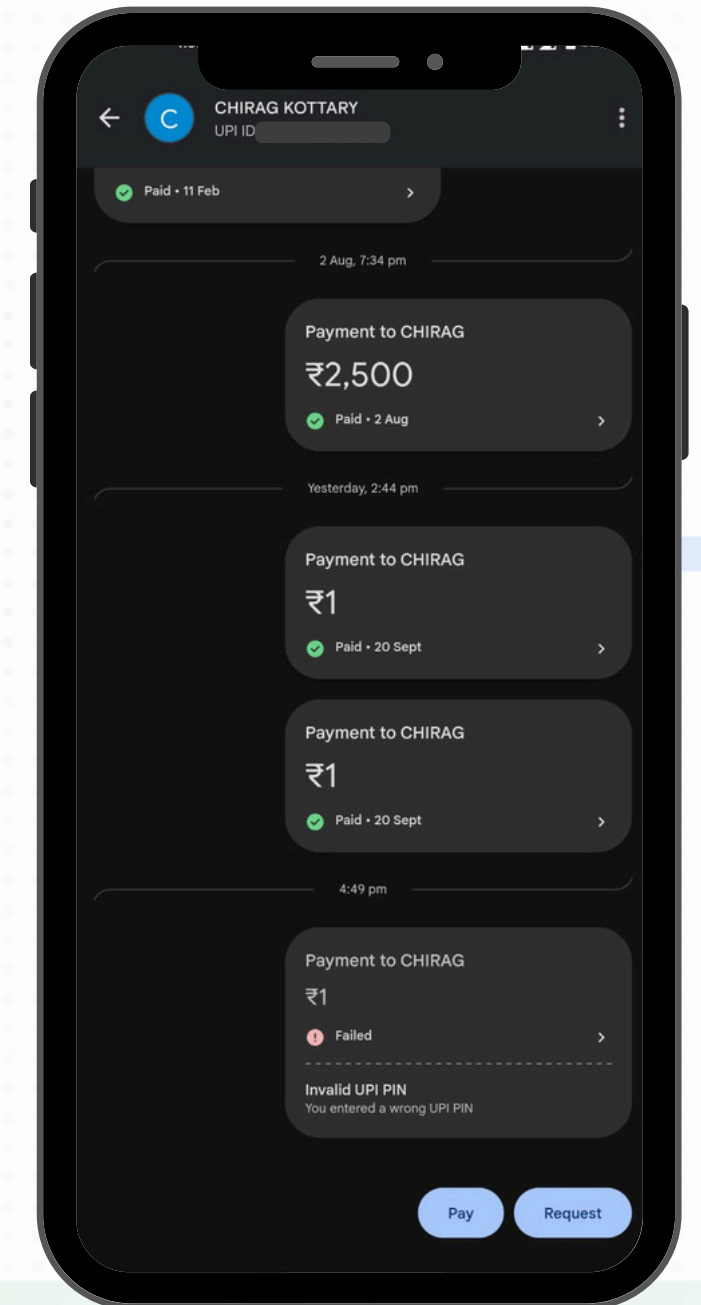 C
CHIRAG KOTTARY
UPI ID
Paid • 11 Feb
2 Aug, 7:34 pm
Payment to CHIRAG
₹2,500
Paid • 2 Aug
Yesterday, 2:44 pm
Payment to CHIRAG
₹1
Paid • 20 Sept
Payment to CHIRAG
₹1
Paid • 20 Sept
4:49 pm
Payment to CHIRAG
₹1
Failed
Invalid UPI PIN
You entered a wrong UPI PIN
Pay
Request